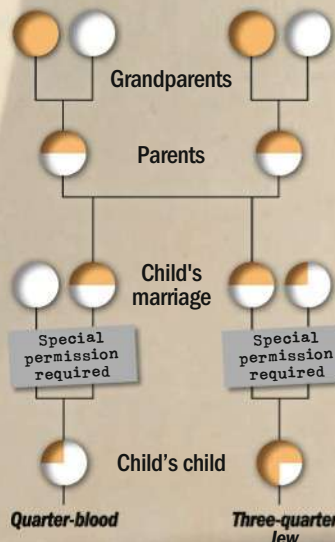 Grandparents
Parents
Child's
marriage
Special
permission
required
Special
permission
required
Child's child
Quarter-blood
Three-quarter
Jew